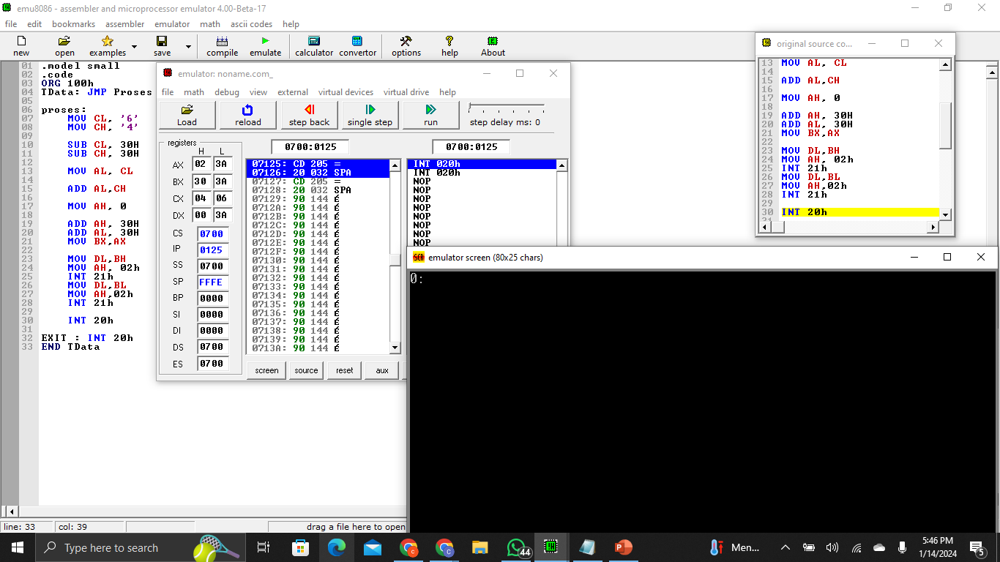 emu8086 - assembler and microprocessor emulator 4.00-Beta-17
file edit bookmarks assembler emulator math ascii codes help
new open examples save compile emulate calculator convertor options help About
01 .model small
02 .code
03 ORG 100h
04 TData: JMP Proses
05
06 proses:
07 MOV CL, '6'
08 MOV CH, '4'
09
10 SUB CL, 30H
11 SUB CH, 30H
12
13 MOV AL, CL
14
15 ADD AL,CH
16
17 MOV AH, 0
18
19 ADD AH, 30H
20 ADD AL, 30H
21 MOV BX,AX
22
23 MOV DL,BH
24 MOV AH, 02h
25 INT 21h
26 MOV DL,BL
27 MOV AH,02h
28 INT 21h
29
30 INT 20h
31
32 EXIT : INT 20h
33 END TData
emulator: noname.com_
file math debug view external virtual devices virtual drive help
Load reload step back single step run step delay ms: 0
registers
H L
AX 02 3A
BX 30 3A
CX 04 06
DX 00 3A
CS 0700
IP 0125
SS 0700
SP FFFE
BP 0000
SI 0000
DI 0000
DS 0700
ES 0700
0700:0125 0700:0125
07125: CD 205 =
07126: 20 032 SPA
07127: CD 205 =
07128: 20 032 SPA
07129: 90 144 É
0712A: 90 144 É
0712B: 90 144 É
0712C: 90 144 É
0712D: 90 144 É
0712E: 90 144 É
0712F: 90 144 É
07130: 90 144 É
07131: 90 144 É
07132: 90 144 É
07133: 90 144 É
07134: 90 144 É
07135: 90 144 É
07136: 90 144 É
07137: 90 144 É
07138: 90 144 É
07139: 90 144 É
0713A: 90 144 É
INT 020h
INT 020h
NOP
NOP
NOP
NOP
NOP
NOP
NOP
NOP
screen source reset aux
original source co...
13 MOV AL, CL
14
15 ADD AL,CH
16
17 MOV AH, 0
18
19 ADD AH, 30H
20 ADD AL, 30H
21 MOV BX,AX
22
23 MOV DL,BH
24 MOV AH, 02h
25 INT 21h
26 MOV DL,BL
27 MOV AH,02h
28 INT 21h
29
30 INT 20h
SCR emulator screen (80x25 chars)
0:
line: 33 col: 39 drag a file here to open
Type here to search
44
Men...
5:46 PM
1/14/2024
5